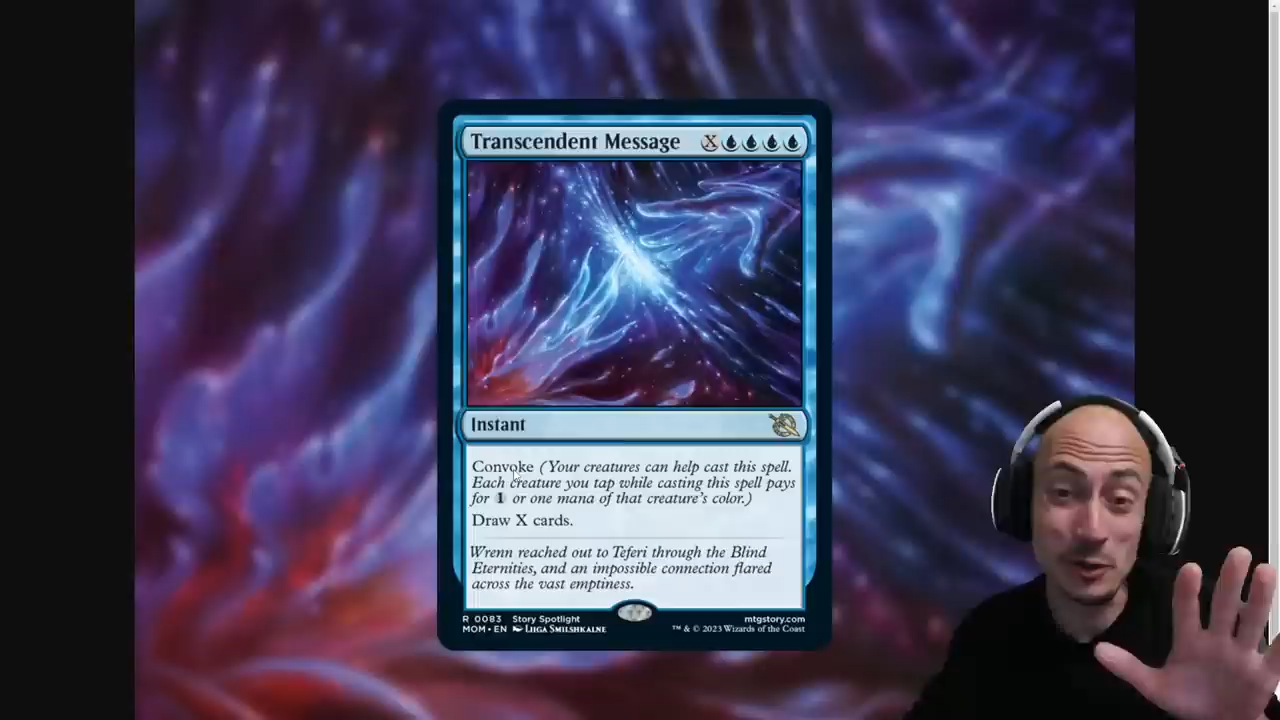 Transcendent Message X
Instant
Convoke (Your creatures can help cast this spell.
Each creature you tap while casting this spell pays
for 1 or one mana of that creature's color.)
Draw X cards.
Wrenn reached out to Teferi through the Blind
Eternities, and an impossible connection flared
across the vast emptiness.
R 0083 Story Spotlight mtgstory.com
MOM • EN Liiga Smilshkalne ™ & © 2023 Wizards of the Coast